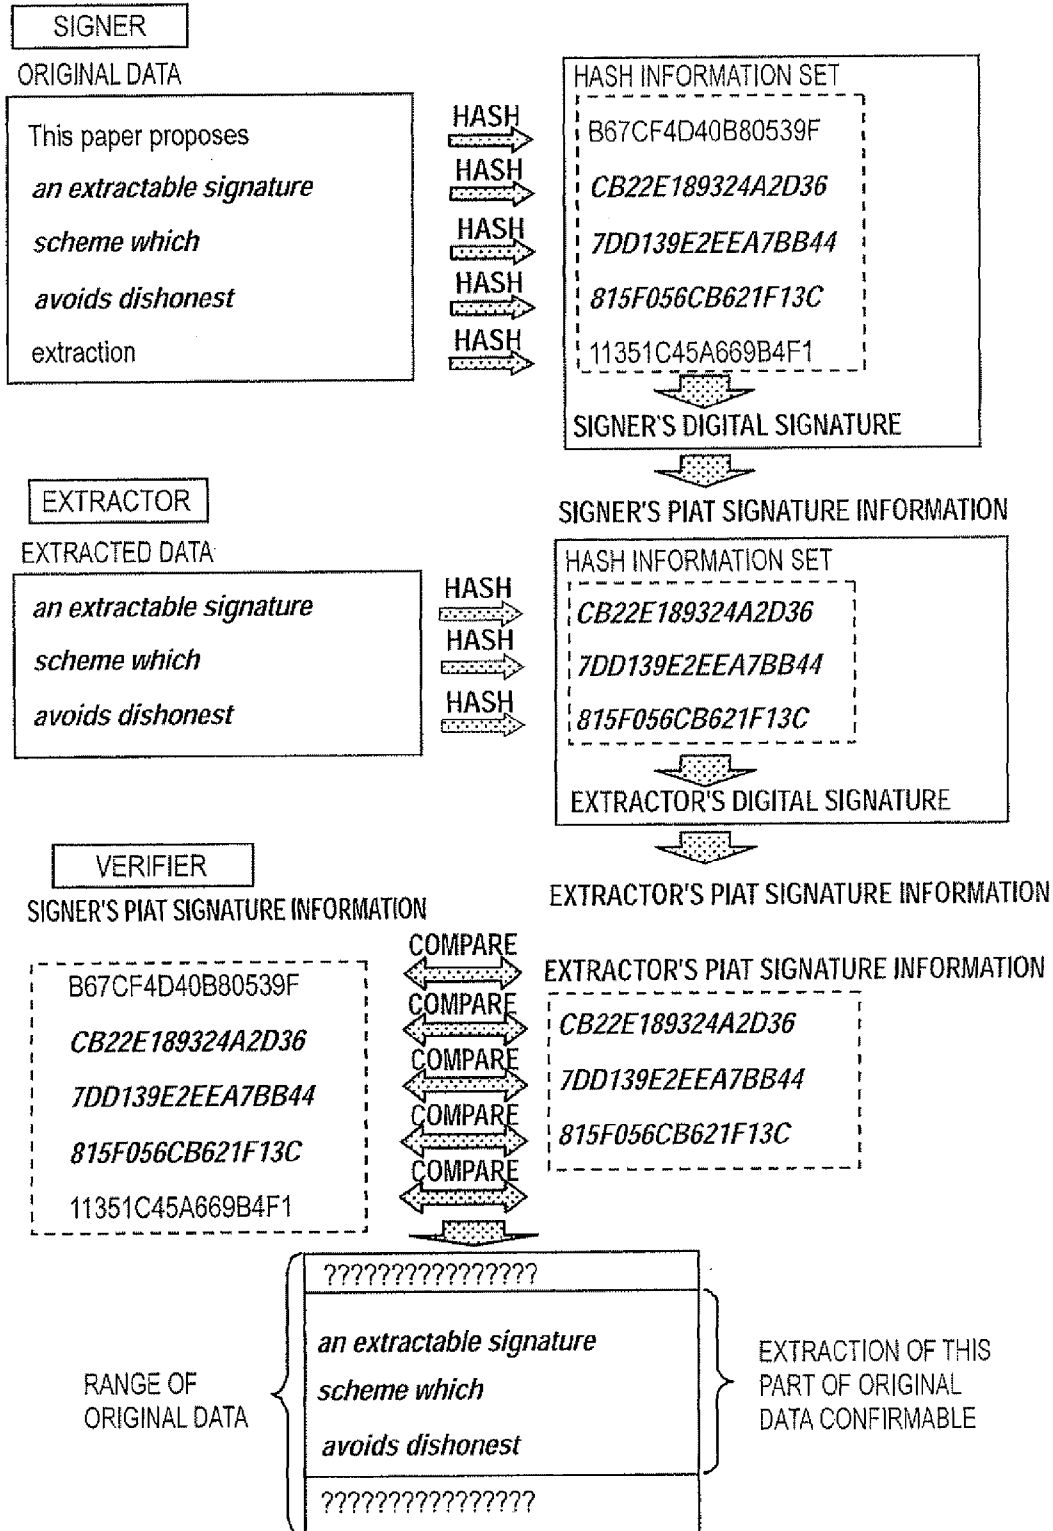 SIGNER
ORIGINAL DATA
This paper proposes
an extractable signature
scheme which
avoids dishonest
extraction
HASH
HASH
HASH
HASH
HASH
HASH INFORMATION SET
B67CF4D40B80539F
CB22E189324A2D36
7DD139E2EEA7BB44
815F056CB621F13C
11351C45A669B4F1
SIGNER'S DIGITAL SIGNATURE
SIGNER'S PIAT SIGNATURE INFORMATION
EXTRACTOR
EXTRACTED DATA
an extractable signature
scheme which
avoids dishonest
HASH
HASH
HASH
HASH INFORMATION SET
CB22E189324A2D36
7DD139E2EEA7BB44
815F056CB621F13C
EXTRACTOR'S DIGITAL SIGNATURE
EXTRACTOR'S PIAT SIGNATURE INFORMATION
VERIFIER
SIGNER'S PIAT SIGNATURE INFORMATION
B67CF4D40B80539F
CB22E189324A2D36
7DD139E2EEA7BB44
815F056CB621F13C
11351C45A669B4F1
COMPARE
COMPARE
COMPARE
COMPARE
COMPARE
EXTRACTOR'S PIAT SIGNATURE INFORMATION
CB22E189324A2D36
7DD139E2EEA7BB44
815F056CB621F13C
RANGE OF
ORIGINAL DATA
????????????????
an extractable signature
scheme which
avoids dishonest
????????????????
EXTRACTION OF THIS
PART OF ORIGINAL
DATA CONFIRMABLE